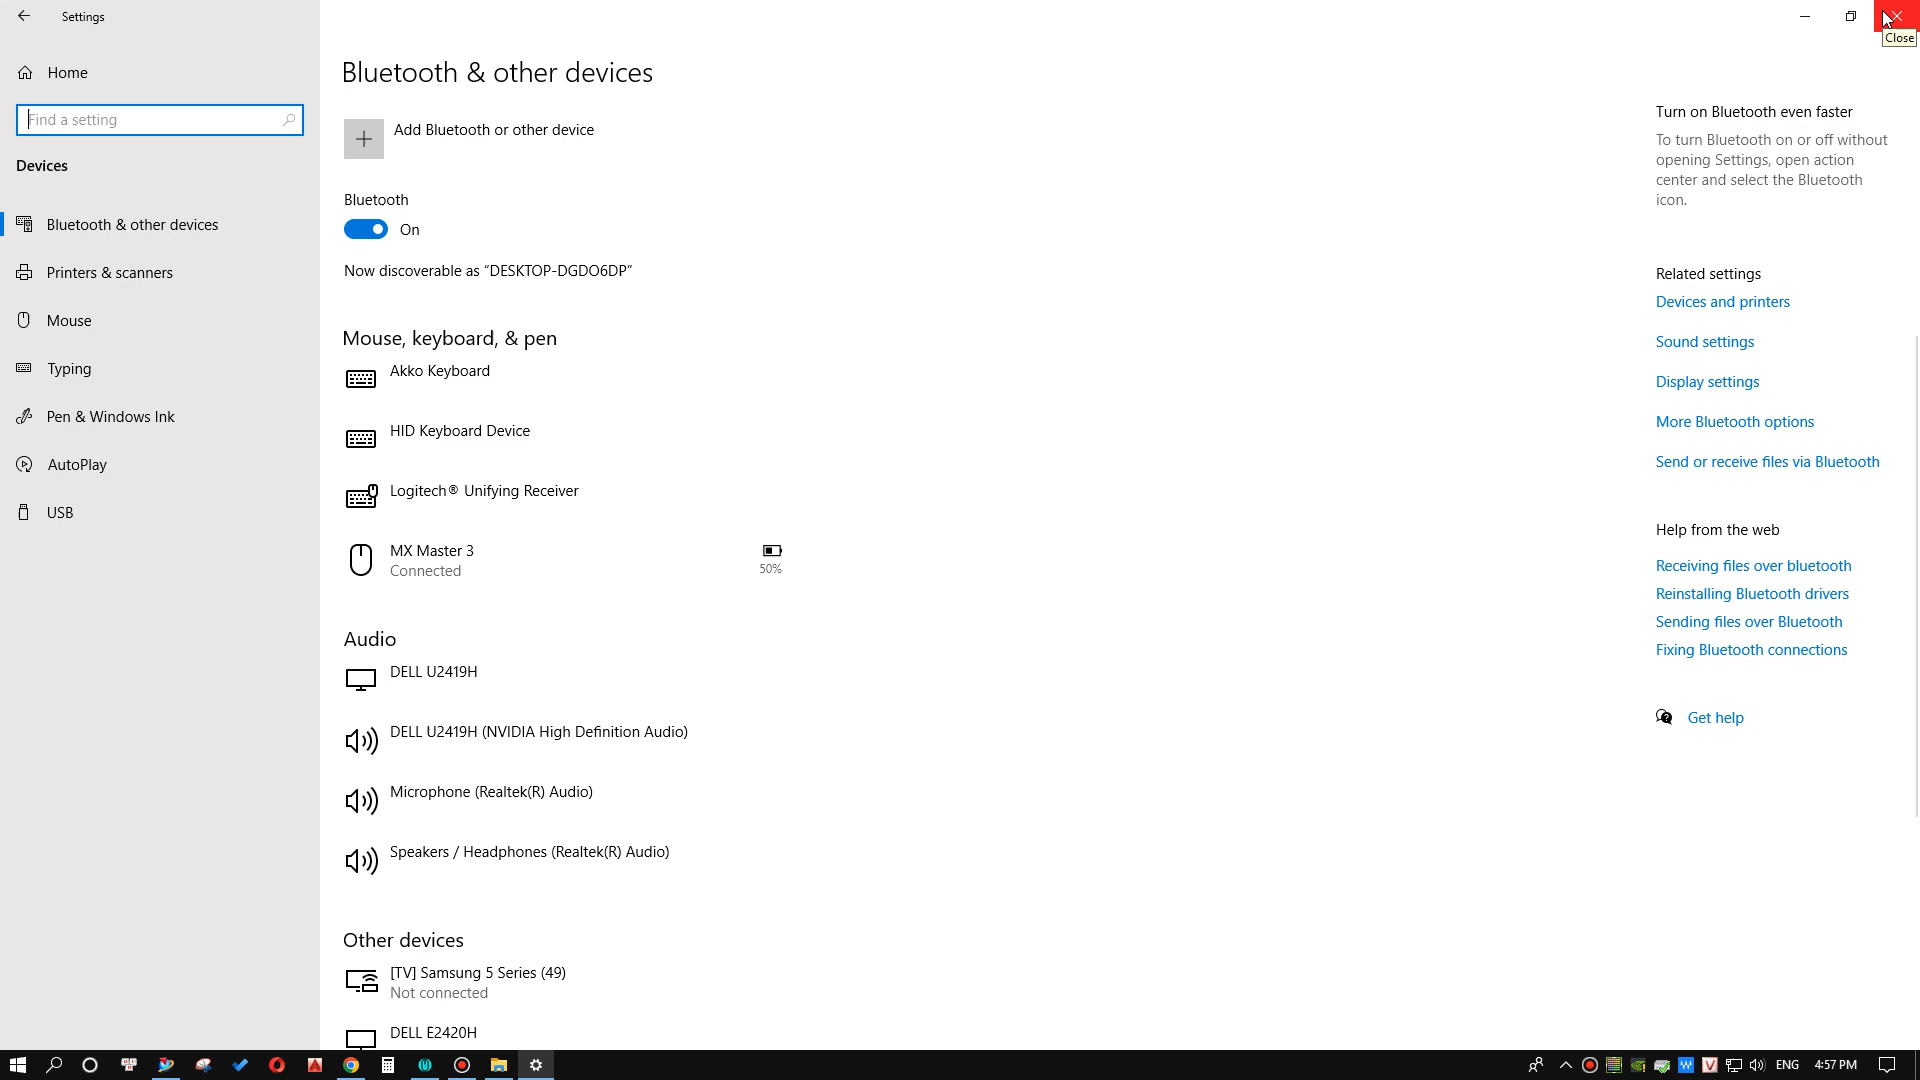 Settings
Close
Home
Find a setting
Devices
Bluetooth & other devices
Printers & scanners
Mouse
Typing
Pen & Windows Ink
AutoPlay
USB
Bluetooth & other devices
Add Bluetooth or other device
Bluetooth
On
Now discoverable as “DESKTOP-DGDO6DP”
Mouse, keyboard, & pen
Akko Keyboard
HID Keyboard Device
Logitech® Unifying Receiver
MX Master 3
Connected
50%
Audio
DELL U2419H
DELL U2419H (NVIDIA High Definition Audio)
Microphone (Realtek(R) Audio)
Speakers / Headphones (Realtek(R) Audio)
Other devices
[TV] Samsung 5 Series (49)
Not connected
DELL E2420H
Turn on Bluetooth even faster
To turn Bluetooth on or off without
opening Settings, open action
center and select the Bluetooth
icon.
Related settings
Devices and printers
Sound settings
Display settings
More Bluetooth options
Send or receive files via Bluetooth
Help from the web
Receiving files over bluetooth
Reinstalling Bluetooth drivers
Sending files over Bluetooth
Fixing Bluetooth connections
Get help
ENG
4:57 PM